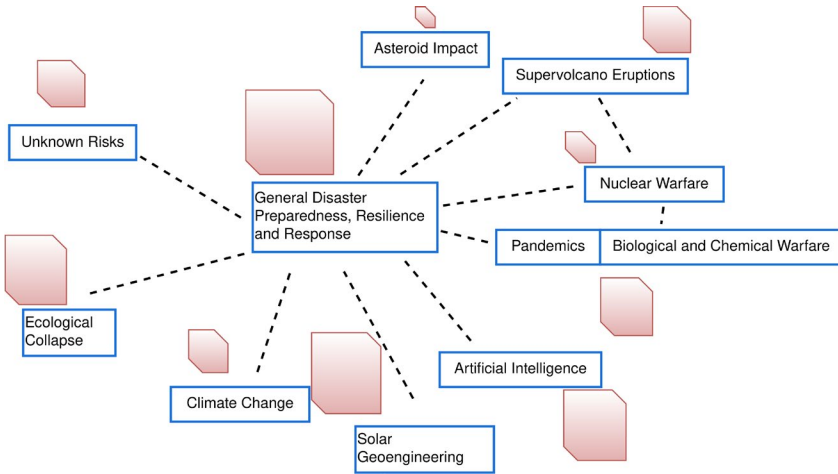 Asteroid Impact
Supervolcano Eruptions
Unknown Risks
Nuclear Warfare
General Disaster
Preparedness, Resilience
and Response
Pandemics
Biological and Chemical Warfare
Ecological
Collapse
Artificial Intelligence
Climate Change
Solar
Geoengineering